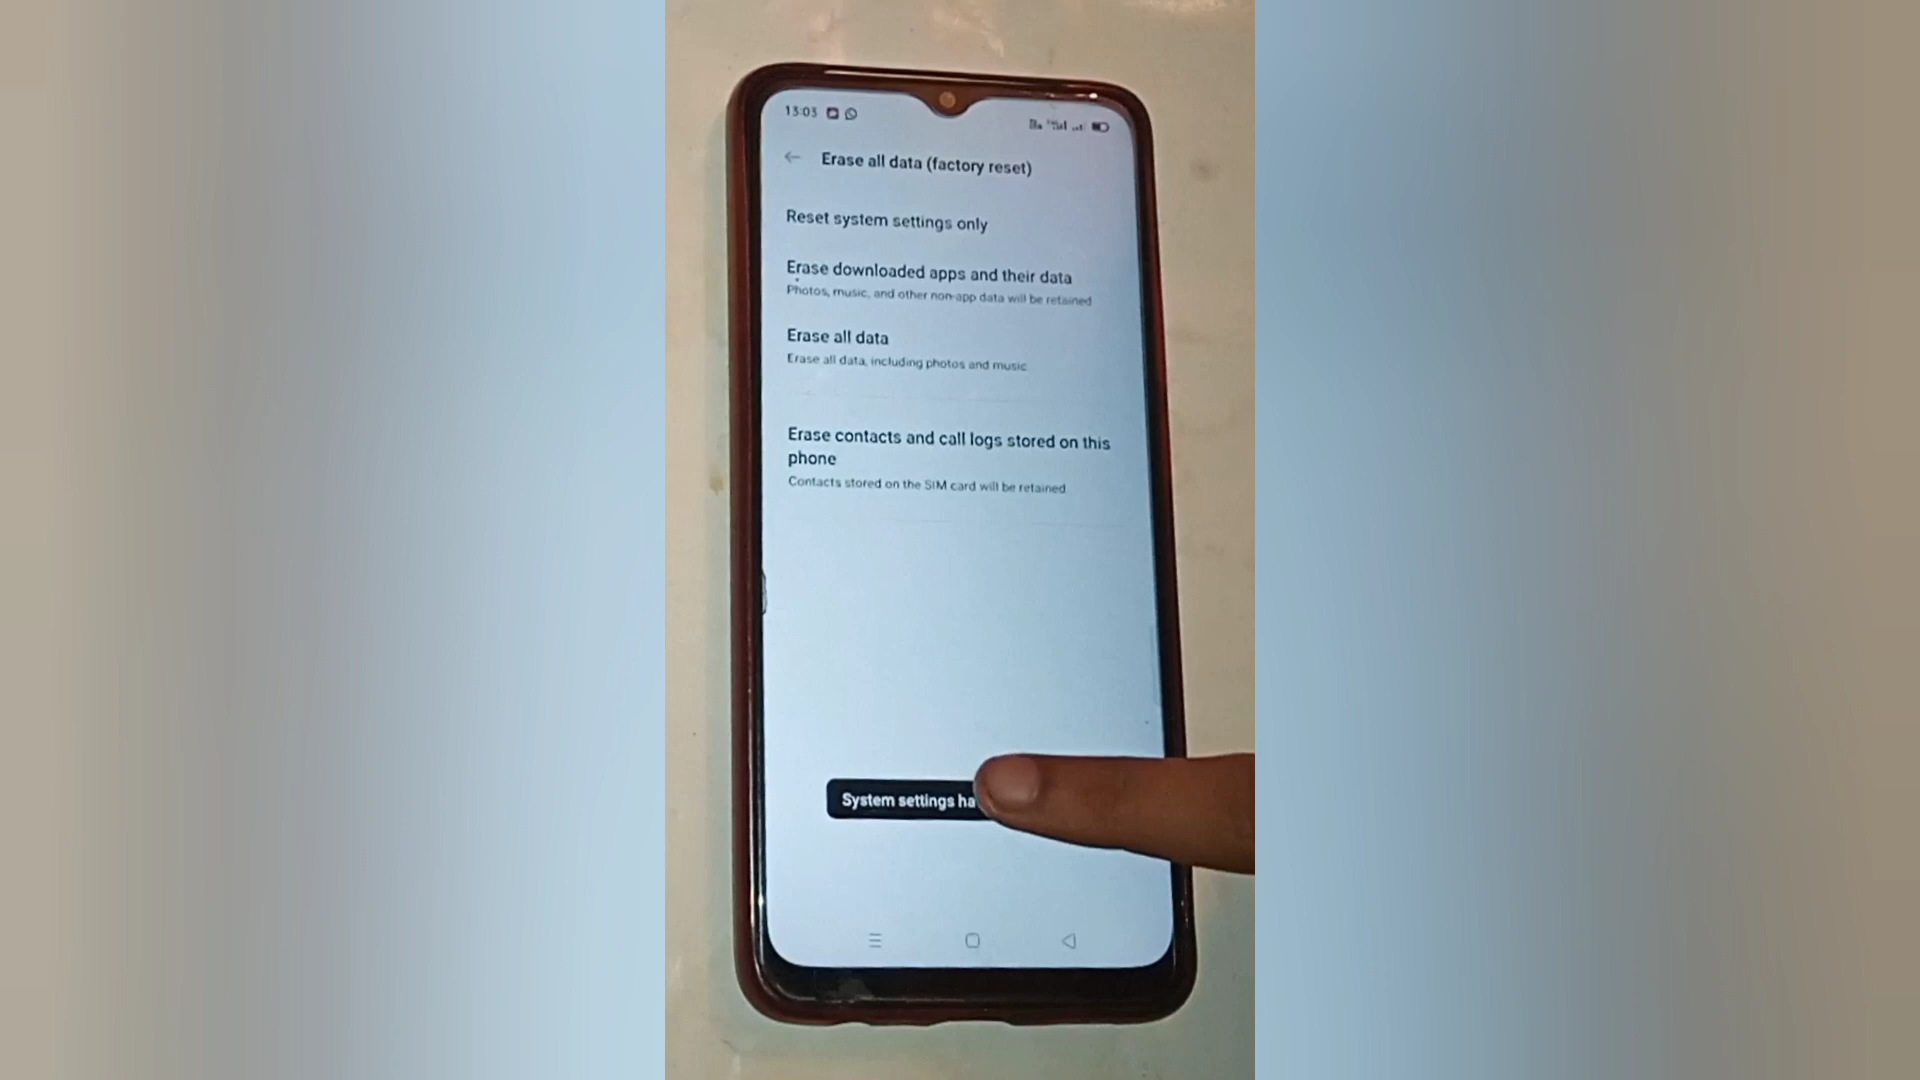 13:03
Erase all data (factory reset)
Reset system settings only
Erase downloaded apps and their data
Photos, music, and other non-app data will be retained
Erase all data
Erase all data, including photos and music
Erase contacts and call logs stored on this
phone
Contacts stored on the SIM card will be retained
System settings ha